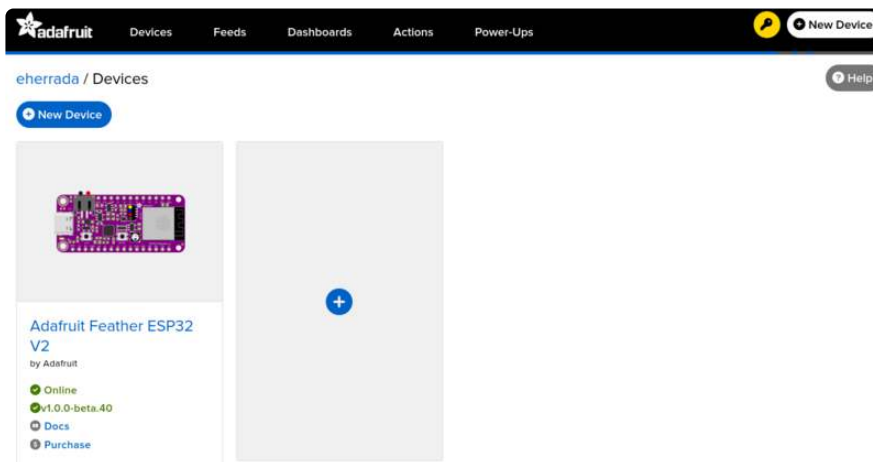 adafruit Devices Feeds Dashboards Actions Power-Ups New Device
eherrada / Devices Help
New Device
Adafruit Feather ESP32
V2
by Adafruit
Online
v1.0.0-beta.40
Docs
Purchase